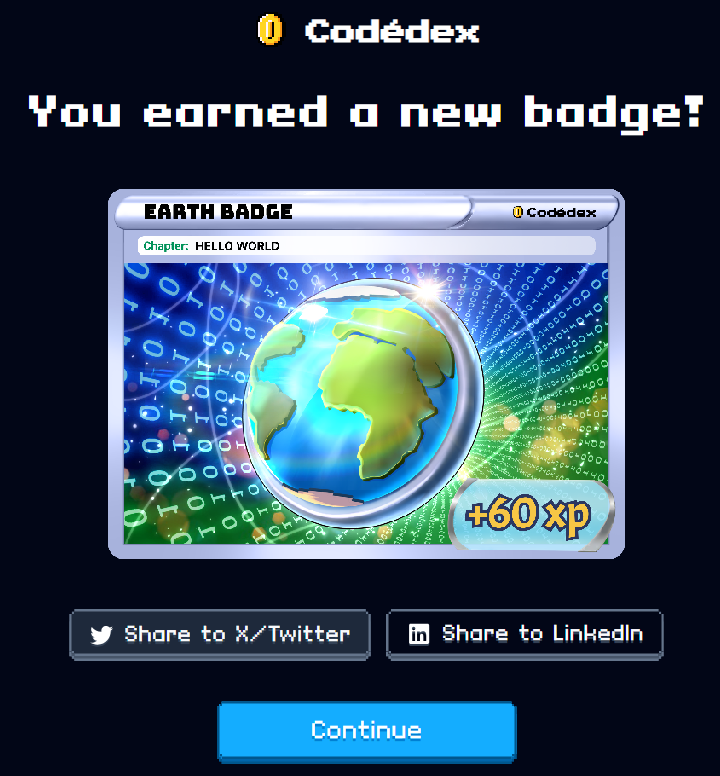 Codédex
You earned a new badge!
EARTH BADGE
Codédex
Chapter: HELLO WORLD
+60 xp
Share to X/Twitter
Share to LinkedIn
Continue